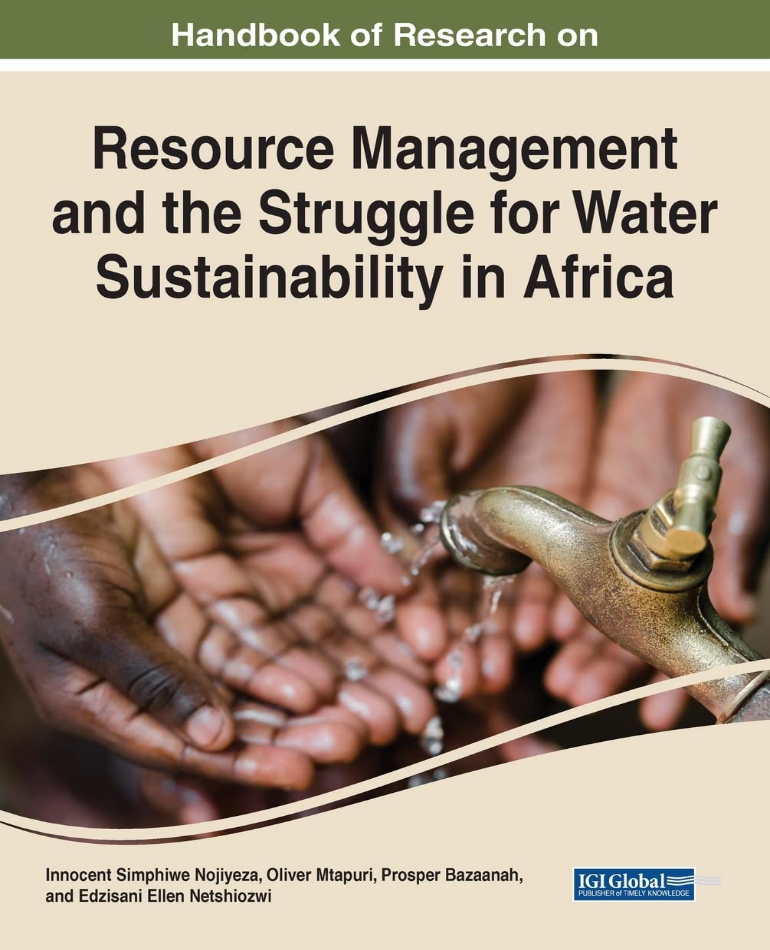 Handbook of Research on
Resource Management
and the Struggle for Water
Sustainability in Africa
Innocent Simphiwe Nojiyeza, Oliver Mtapuri, Prosper Bazaanah,
and Edzisani Ellen Netshiozwi
IGI Global
PUBLISHER of TIMELY KNOWLEDGE